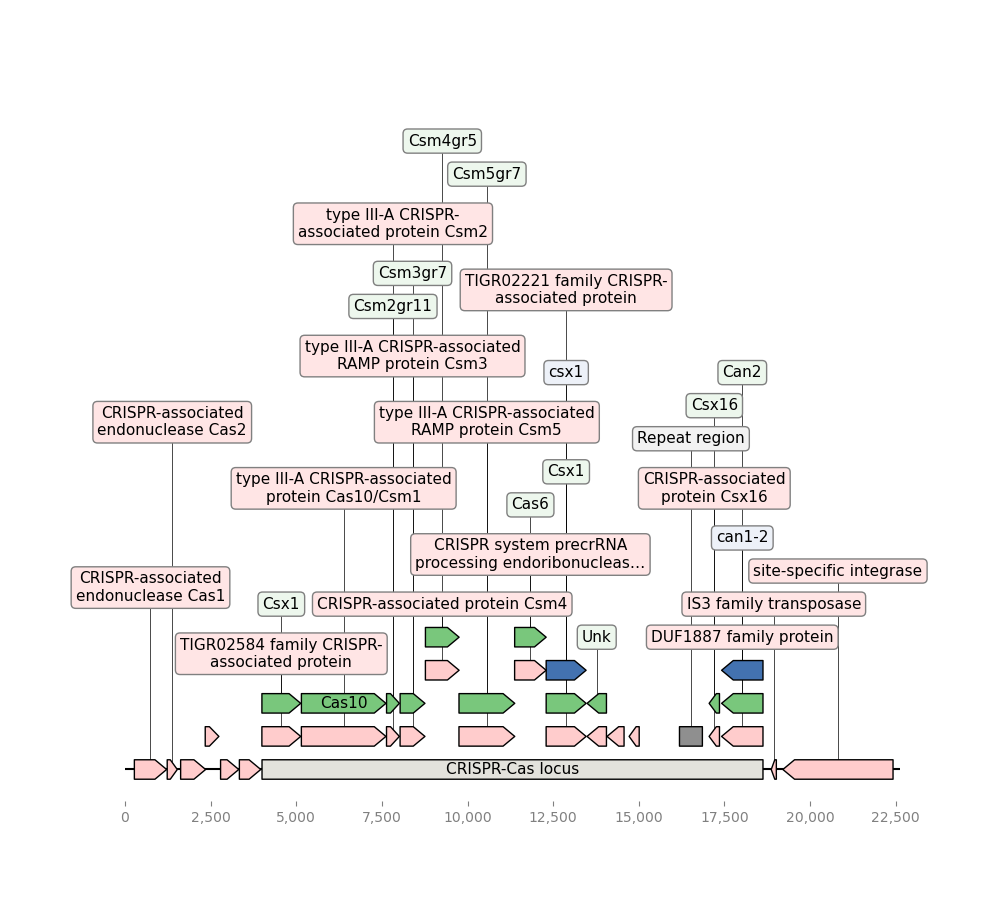 Csm4gr5
Csm5gr7
type III-A CRISPR-
associated protein Csm2
Csm3gr7
TIGR02221 family CRISPR-
associated protein
Csm2gr11
type III-A CRISPR-associated
RAMP protein Csm3
csx1
Can2
Csx16
CRISPR-associated
endonuclease Cas2
type III-A CRISPR-associated
RAMP protein Csm5
Repeat region
Csx1
type III-A CRISPR-associated
protein Cas10/Csm1
CRISPR-associated
protein Csx16
Cas6
can1-2
CRISPR system precrRNA
processing endoribonucleas…
site-specific integrase
CRISPR-associated
endonuclease Cas1
Csx1
CRISPR-associated protein Csm4
IS3 family transposase
Unk
DUF1887 family protein
TIGR02584 family CRISPR-
associated protein
Cas10
CRISPR-Cas locus
0
2,500
5,000
7,500
10,000
12,500
15,000
17,500
20,000
22,500